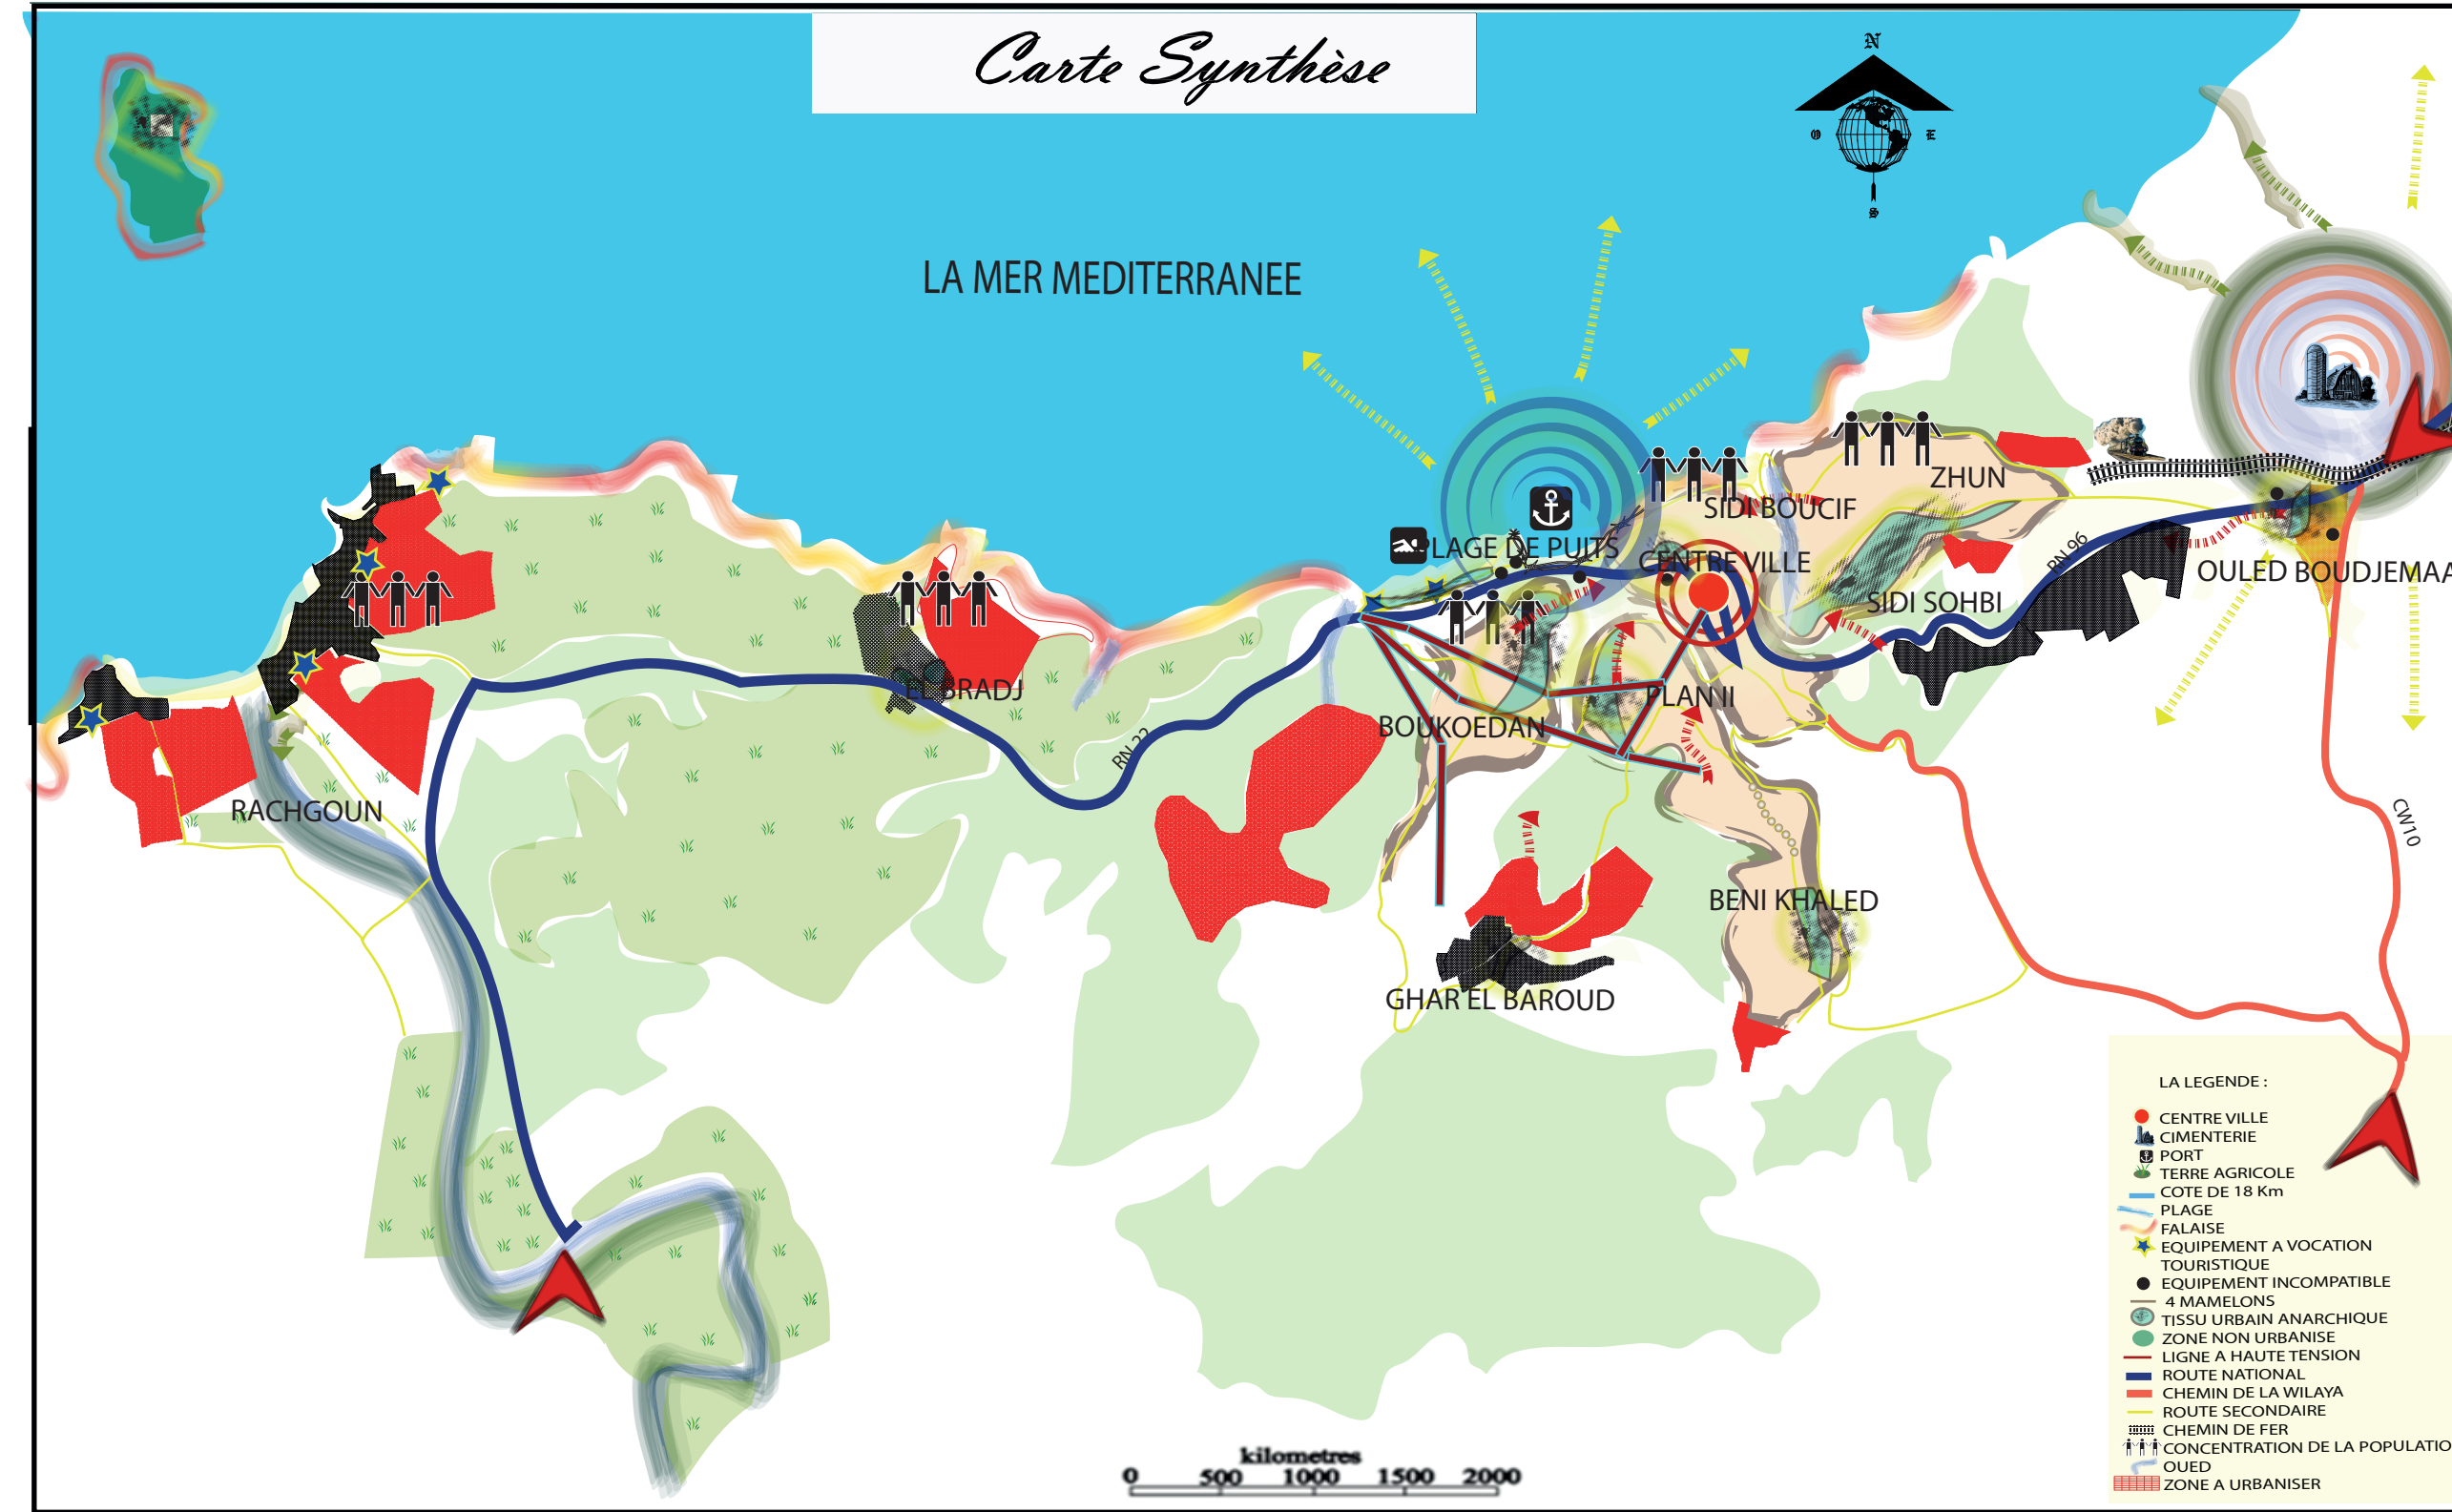 Carte Synthèse
N
O
E
S
LA MER MEDITERRANEE
ZHUN
SIDI BOUCIF
PLAGE DE PUITS
CENTRE VILLE
RN 96
OULED BOUDJEMAA
SIDI SOHBI
EL BRADJ
PLAN II
BOUKOEDAN
RN 22
RACHGOUN
CW10
BENI KHALED
GHAR EL BAROUD
LA LEGENDE :
CENTRE VILLE
CIMENTERIE
PORT
TERRE AGRICOLE
COTE DE 18 Km
PLAGE
FALAISE
EQUIPEMENT A VOCATION
TOURISTIQUE
EQUIPEMENT INCOMPATIBLE
4 MAMELONS
TISSU URBAIN ANARCHIQUE
ZONE NON URBANISE
LIGNE A HAUTE TENSION
ROUTE NATIONAL
CHEMIN DE LA WILAYA
ROUTE SECONDAIRE
CHEMIN DE FER
CONCENTRATION DE LA POPULATIO
OUED
ZONE A URBANISER
kilometres
0 500 1000 1500 2000